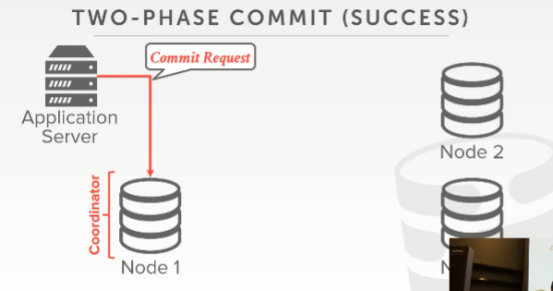 TWO-PHASE COMMIT (SUCCESS)
Commit Request
Application
Server
Node 2
Coordinator
Node 1